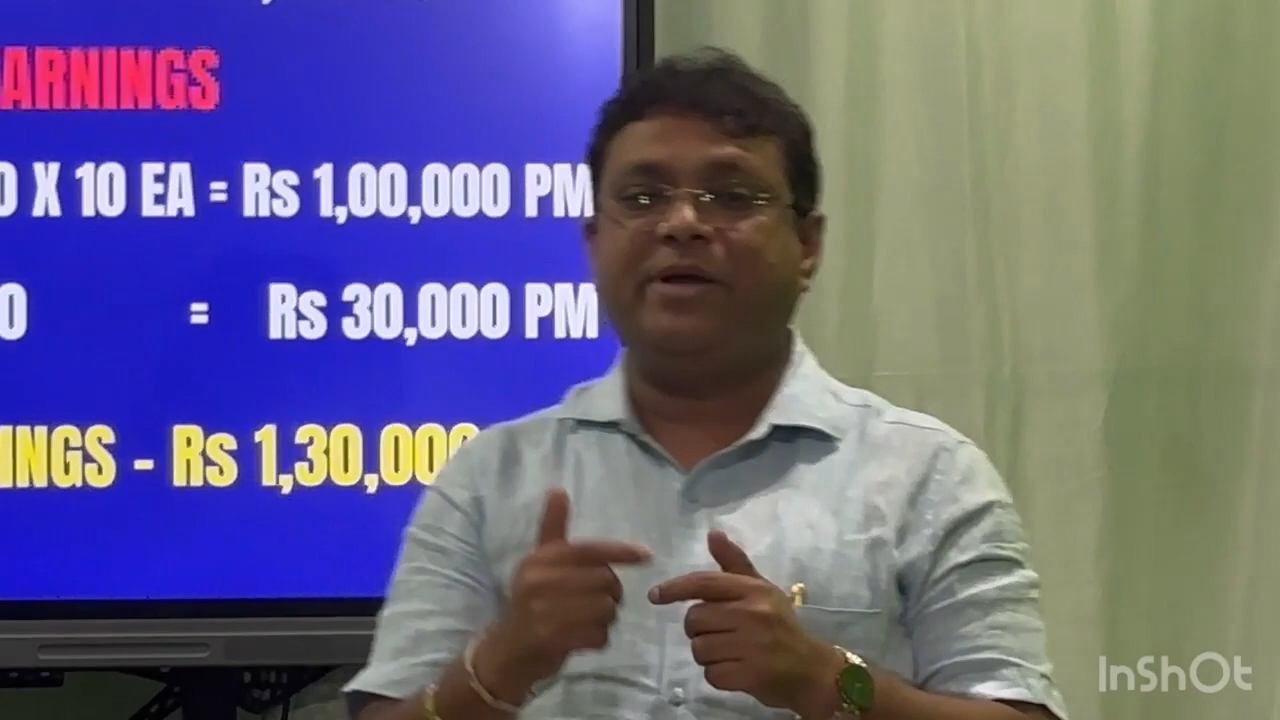 ARNINGS
0 X 10 EA = Rs 1,00,000 PM
0 = Rs 30,000 PM
INGS - Rs 1,30,000
InShOt